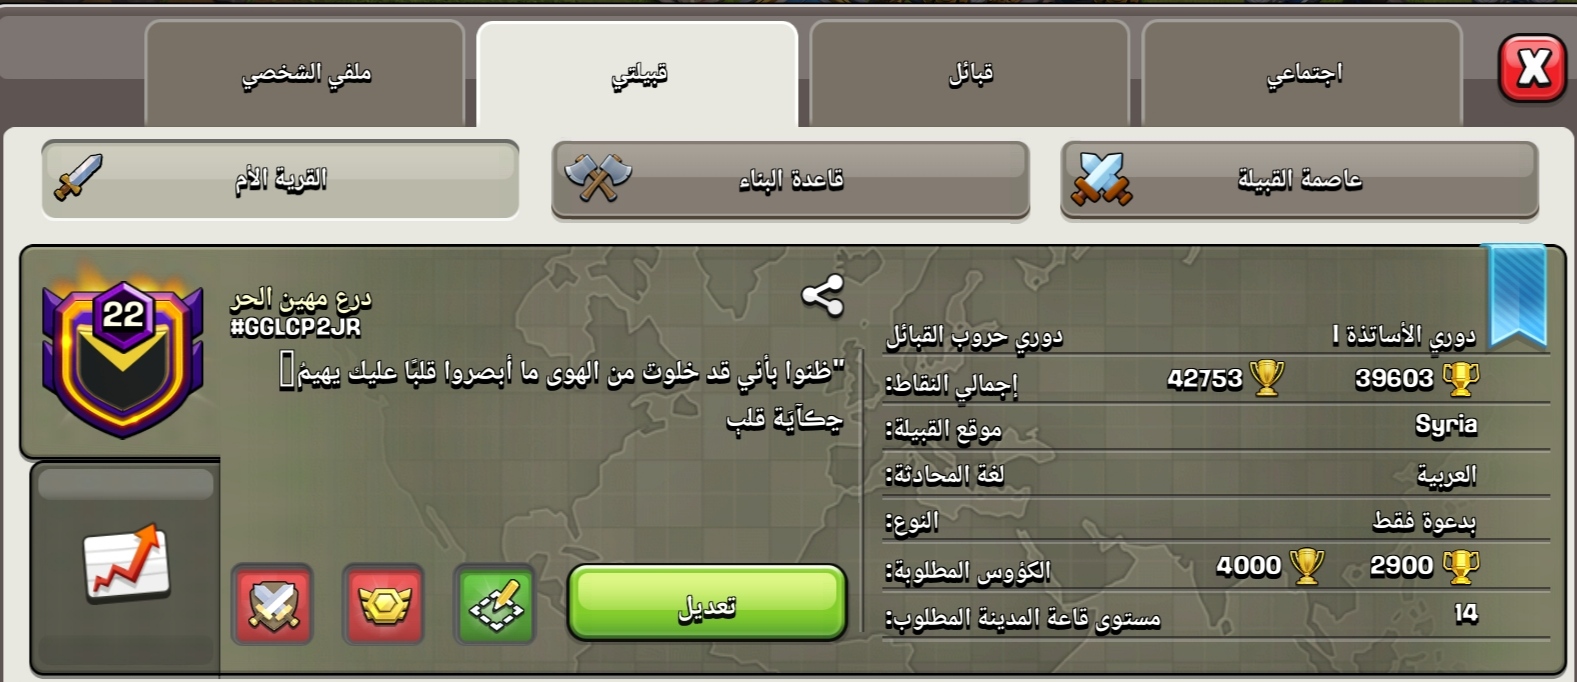 ملفي الشخصي
قبيلتي
قبائل
اجتماعي
X
القرية الأم
قاعدة البناء
عاصمة القبيلة
22
درع مهين الحر
#GGLCP2JR
"ظنوا بأني قد خلوت من الهوى ما أبصروا قلبًا عليك يهيمُ
حِكآيَة قلبِ
تعديل
دوري حروب القبائل دوري الأساتذة I
إجمالي النقاط: 42753 39603
موقع القبيلة: Syria
لغة المحادثة: العربية
النوع: بدعوة فقط
الكؤوس المطلوبة: 4000 2900
مستوى قاعة المدينة المطلوب: 14